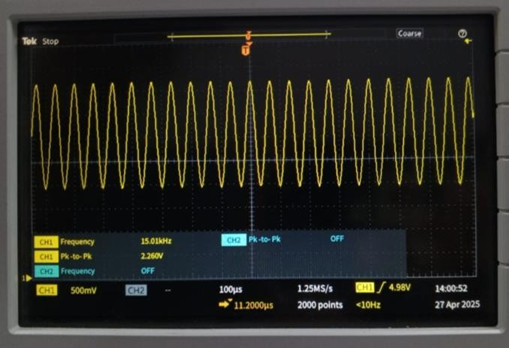 Tek Stop Coarse
T
CH1 Frequency 15.01kHz CH2 Pk-to-Pk OFF
CH1 Pk-to-Pk 2.260V
CH2 Frequency OFF
1
CH1 500mV CH2 -- 100µs 1.25MS/s CH1 4.98V 14:00:52
11.2000µs 2000 points <10Hz 27 Apr 2025